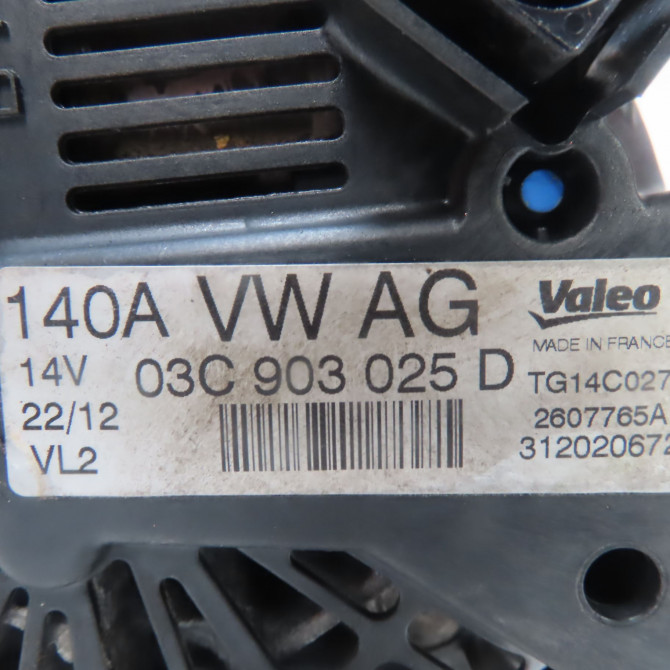 140A VW AG
Valeo
MADE IN FRANCE
14V 03C 903 025 D
TG14C027
22/12
2607765A
VL2
312020672